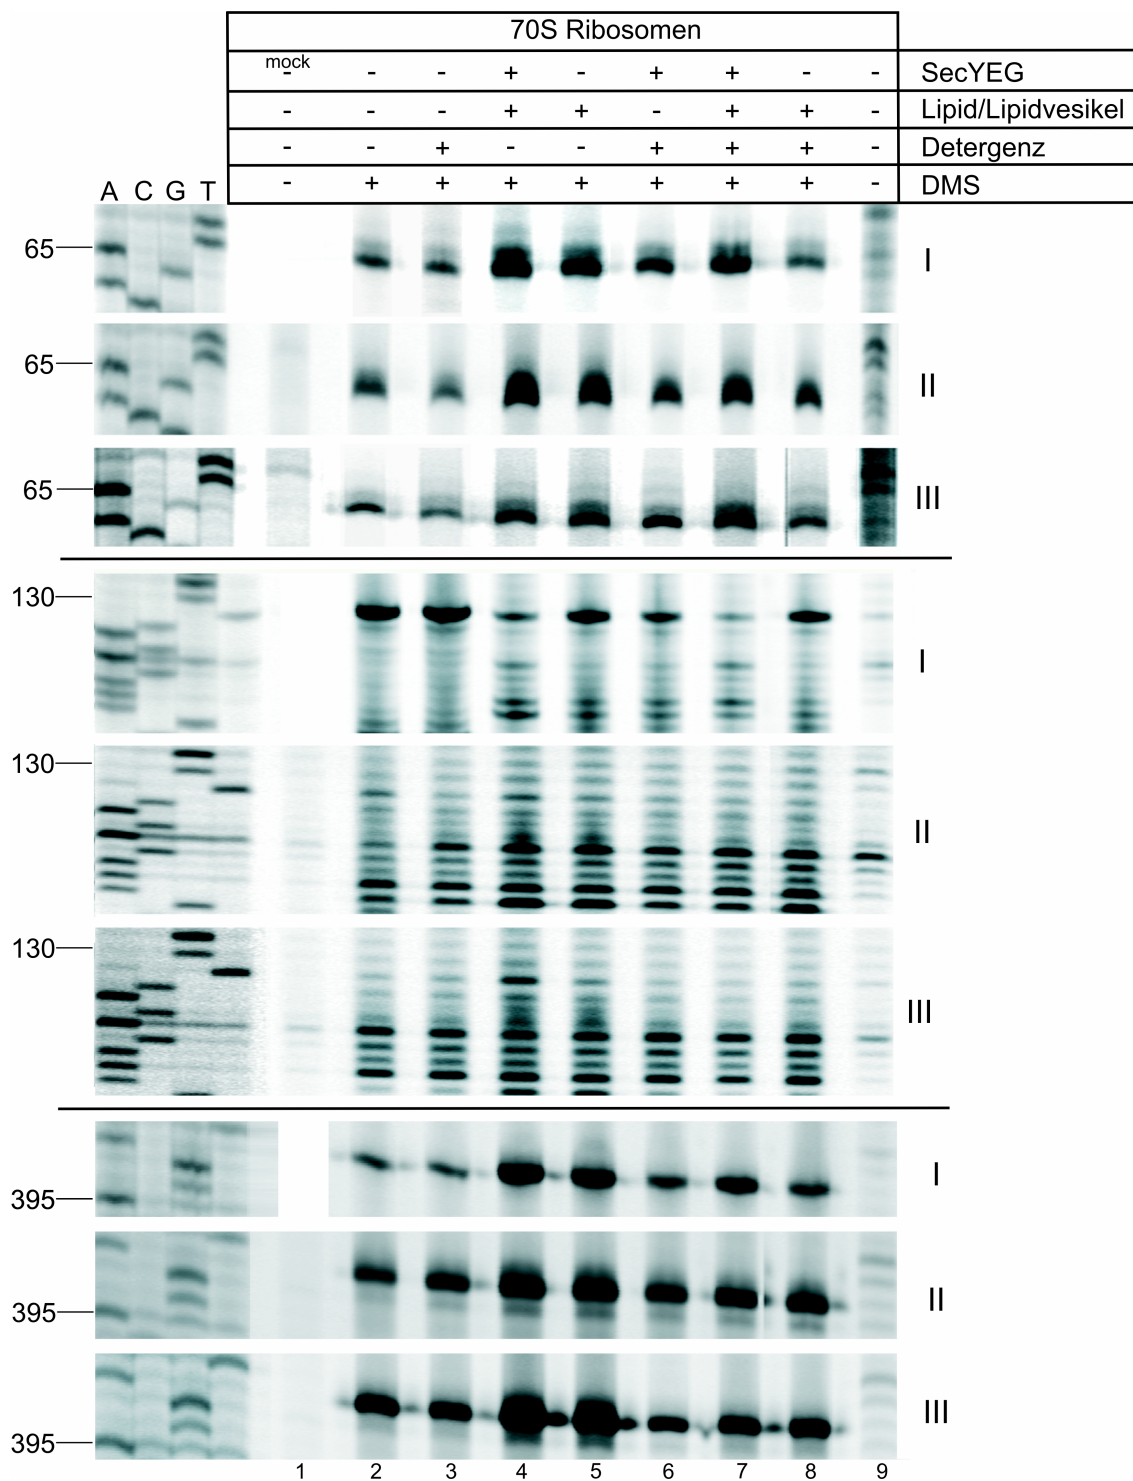 70S Ribosomen
mock
- - - + - + + - - SecYEG
- - - + + - + + - Lipid/Lipidvesikel
- - + - - + + + - Detergenz
- + + + + + + + - DMS
A C G T
65 I
65 II
65 III
130 I
130 II
130 III
395 I
395 II
395 III
1 2 3 4 5 6 7 8 9